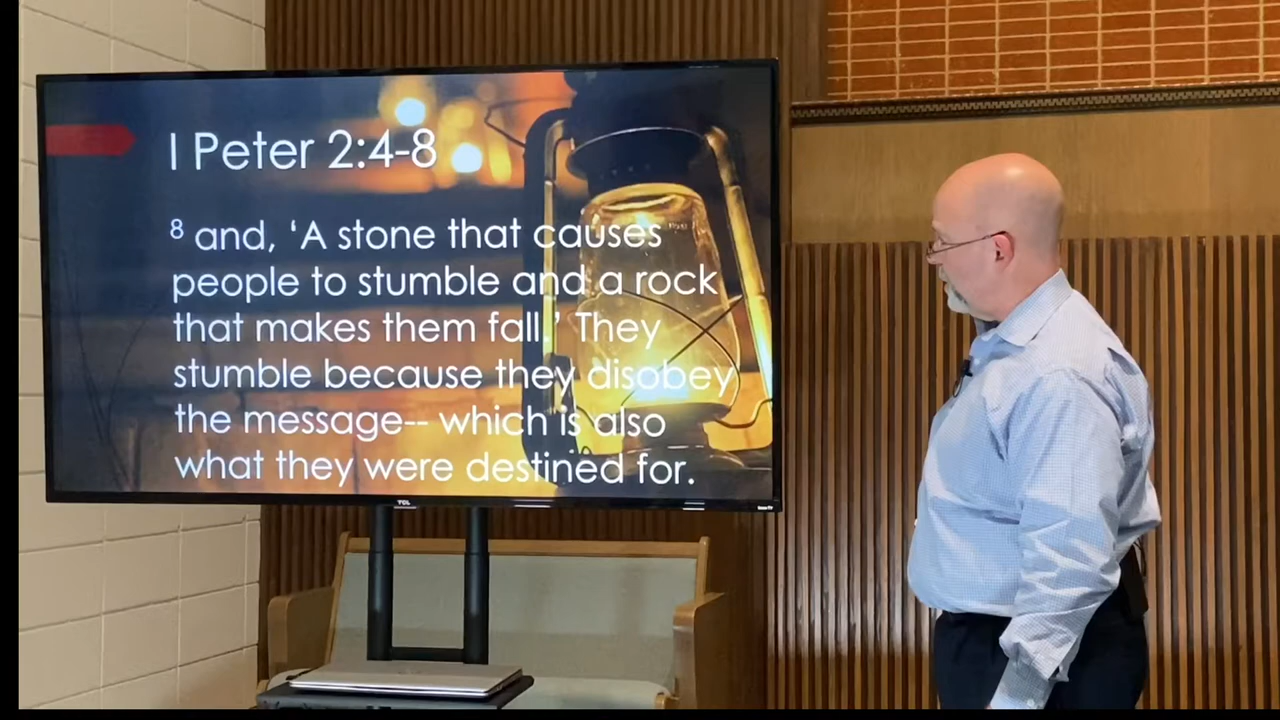 I Peter 2:4-8
8 and, ‘A stone that causes
people to stumble and a rock
that makes them fall.’ They
stumble because they disobey
the message-- which is also
what they were destined for.
TCL